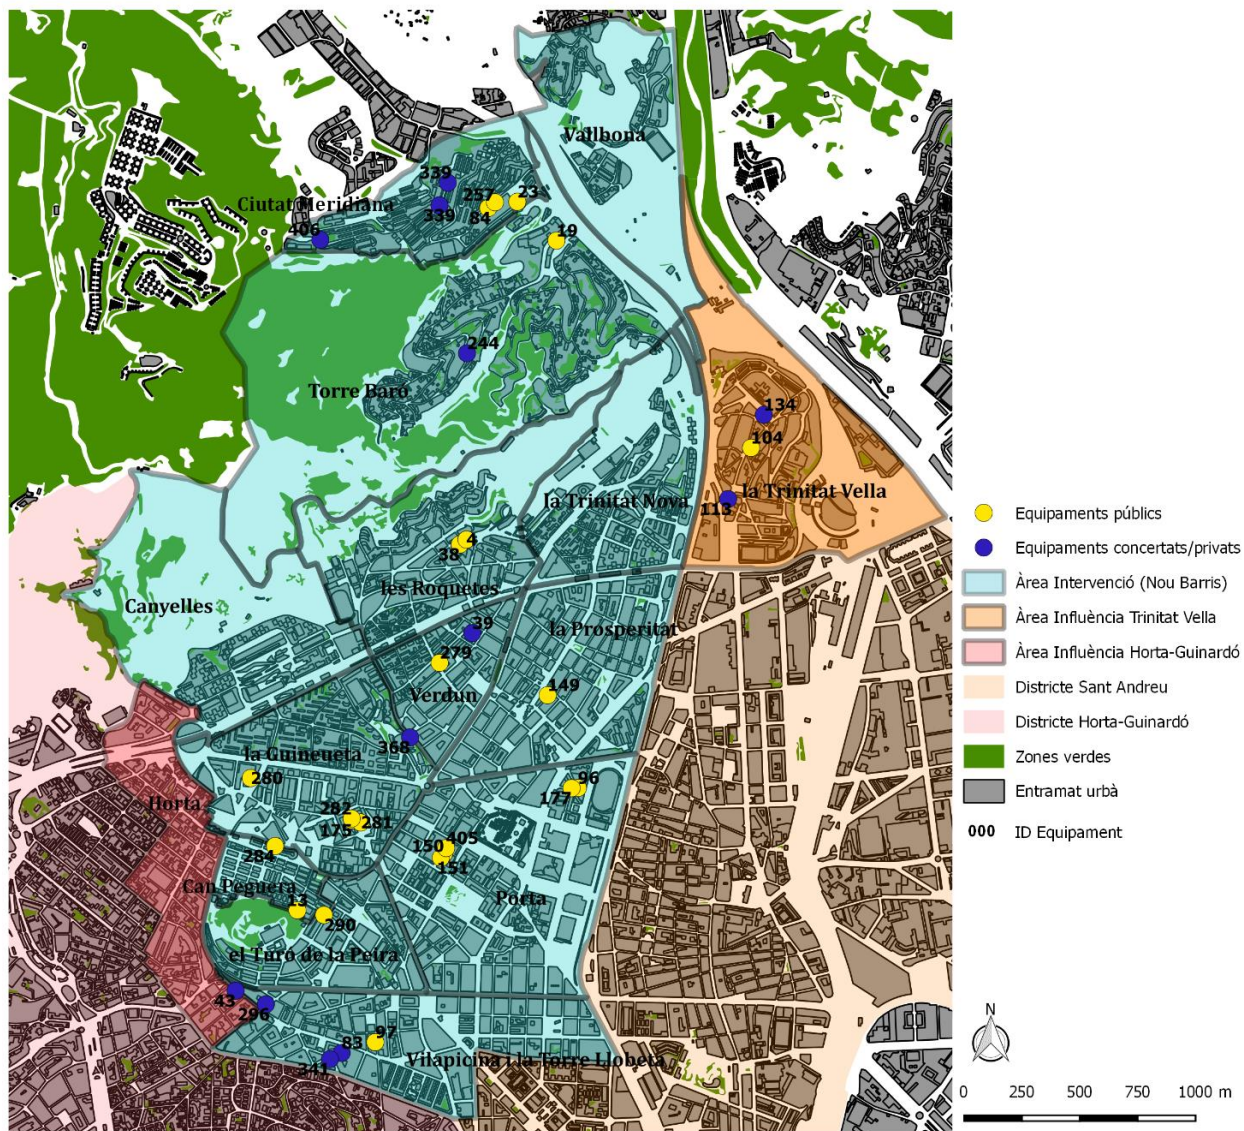 Vallbona
339
257
23
Ciutat Meridiana
339
84
406
19
244
Torre Baró
134
104
la Trinitat Nova
la Trinitat Vella
113
4
38
les Roquetes
Canyelles
39
la Prosperitat
279
Verdun
149
368
la Guineueta
280
96
177
Horta
282
175
281
405
150
151
284
Can Peguera
13
Porta
290
el Turó de la Peira
43
296
97
83
341
Vilapicina i la Torre Llobeta
Equipaments públics
Equipaments concertats/privats
Àrea Intervenció (Nou Barris)
Àrea Influència Trinitat Vella
Àrea Influència Horta-Guinardó
Districte Sant Andreu
Districte Horta-Guinardó
Zones verdes
Entramat urbà
000 ID Equipament
N
0 250 500 750 1000 m